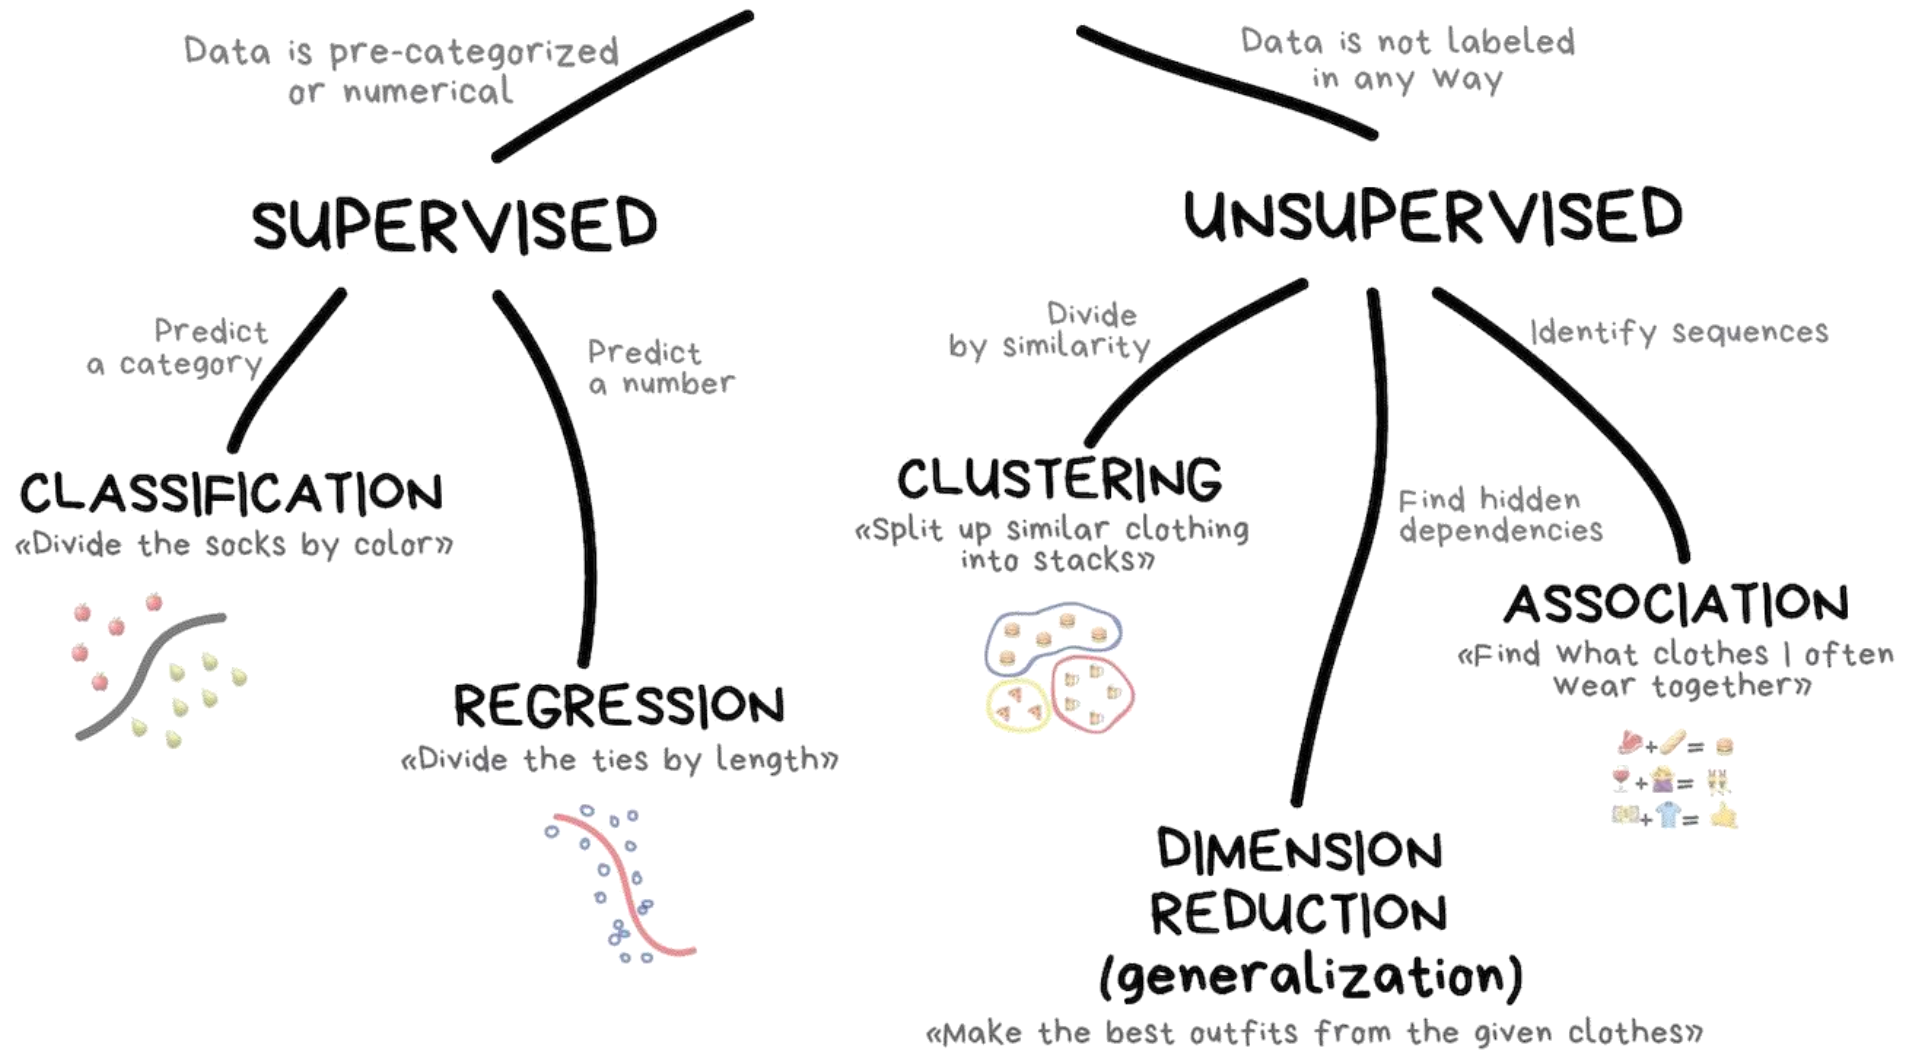 Data is pre-categorized
or numerical
Data is not labeled
in any way
SUPERVISED
UNSUPERVISED
Predict
a category
Predict
a number
Divide
by similarity
Identify sequences
CLASSIFICATION
«Divide the socks by color»
CLUSTERING
«Split up similar clothing
into stacks»
Find hidden
dependencies
ASSOCIATION
«Find what clothes I often
wear together»
REGRESSION
«Divide the ties by length»
+ =
+ =
+ =
DIMENSION
REDUCTION
(generalization)
«Make the best outfits from the given clothes»